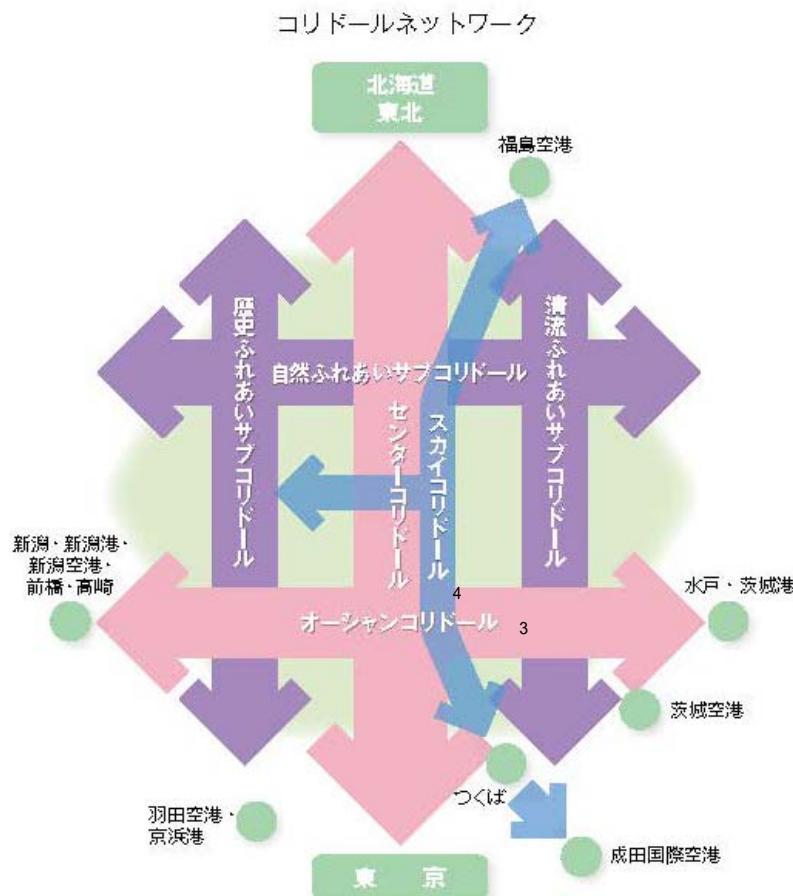 コリドールネットワーク
北海道
東北
福島空港
歴史ふれあいサブコリドール
清流ふれあいサブコリドール
自然ふれあいサブコリドール
センターコリドール
スカイコリドール
新潟・新潟港・
新潟空港・
前橋・高崎
4
水戸・茨城港
オーシャンコリドール
3
茨城空港
つくば
羽田空港・
京浜港
成田国際空港
東 京